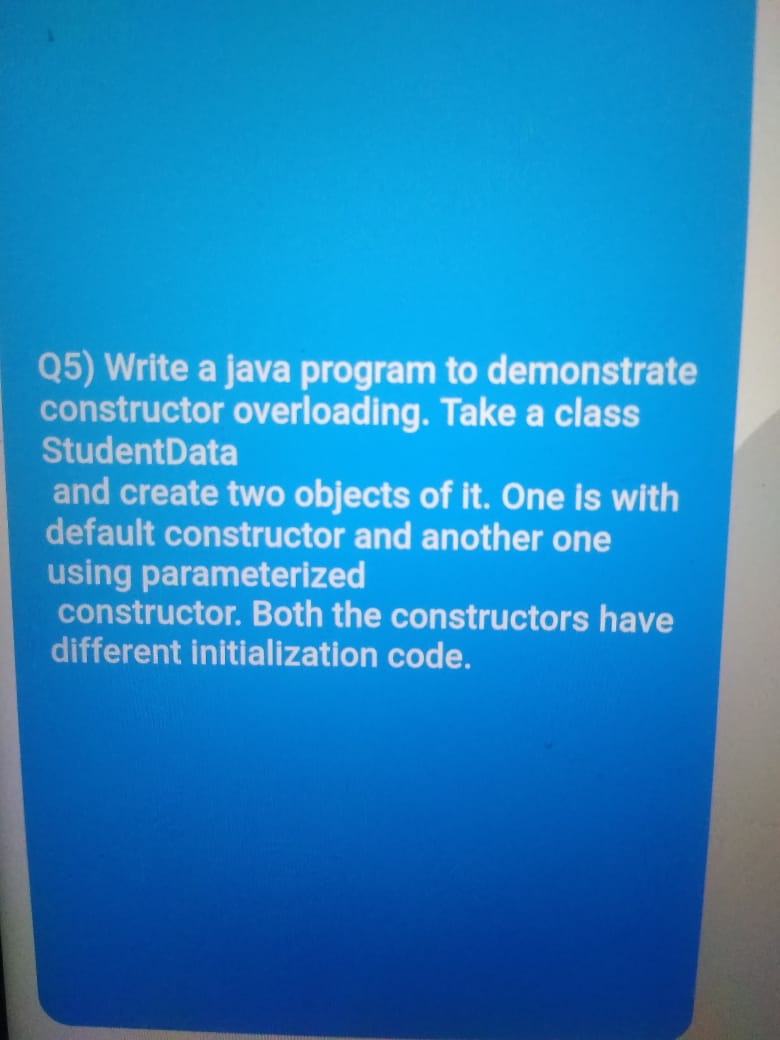 Q5) Write a java program to demonstrate
constructor overloading. Take a class
StudentData
and create two objects of it. One is with
default constructor and another one
using parameterized
constructor. Both the constructors have
different initialization code.